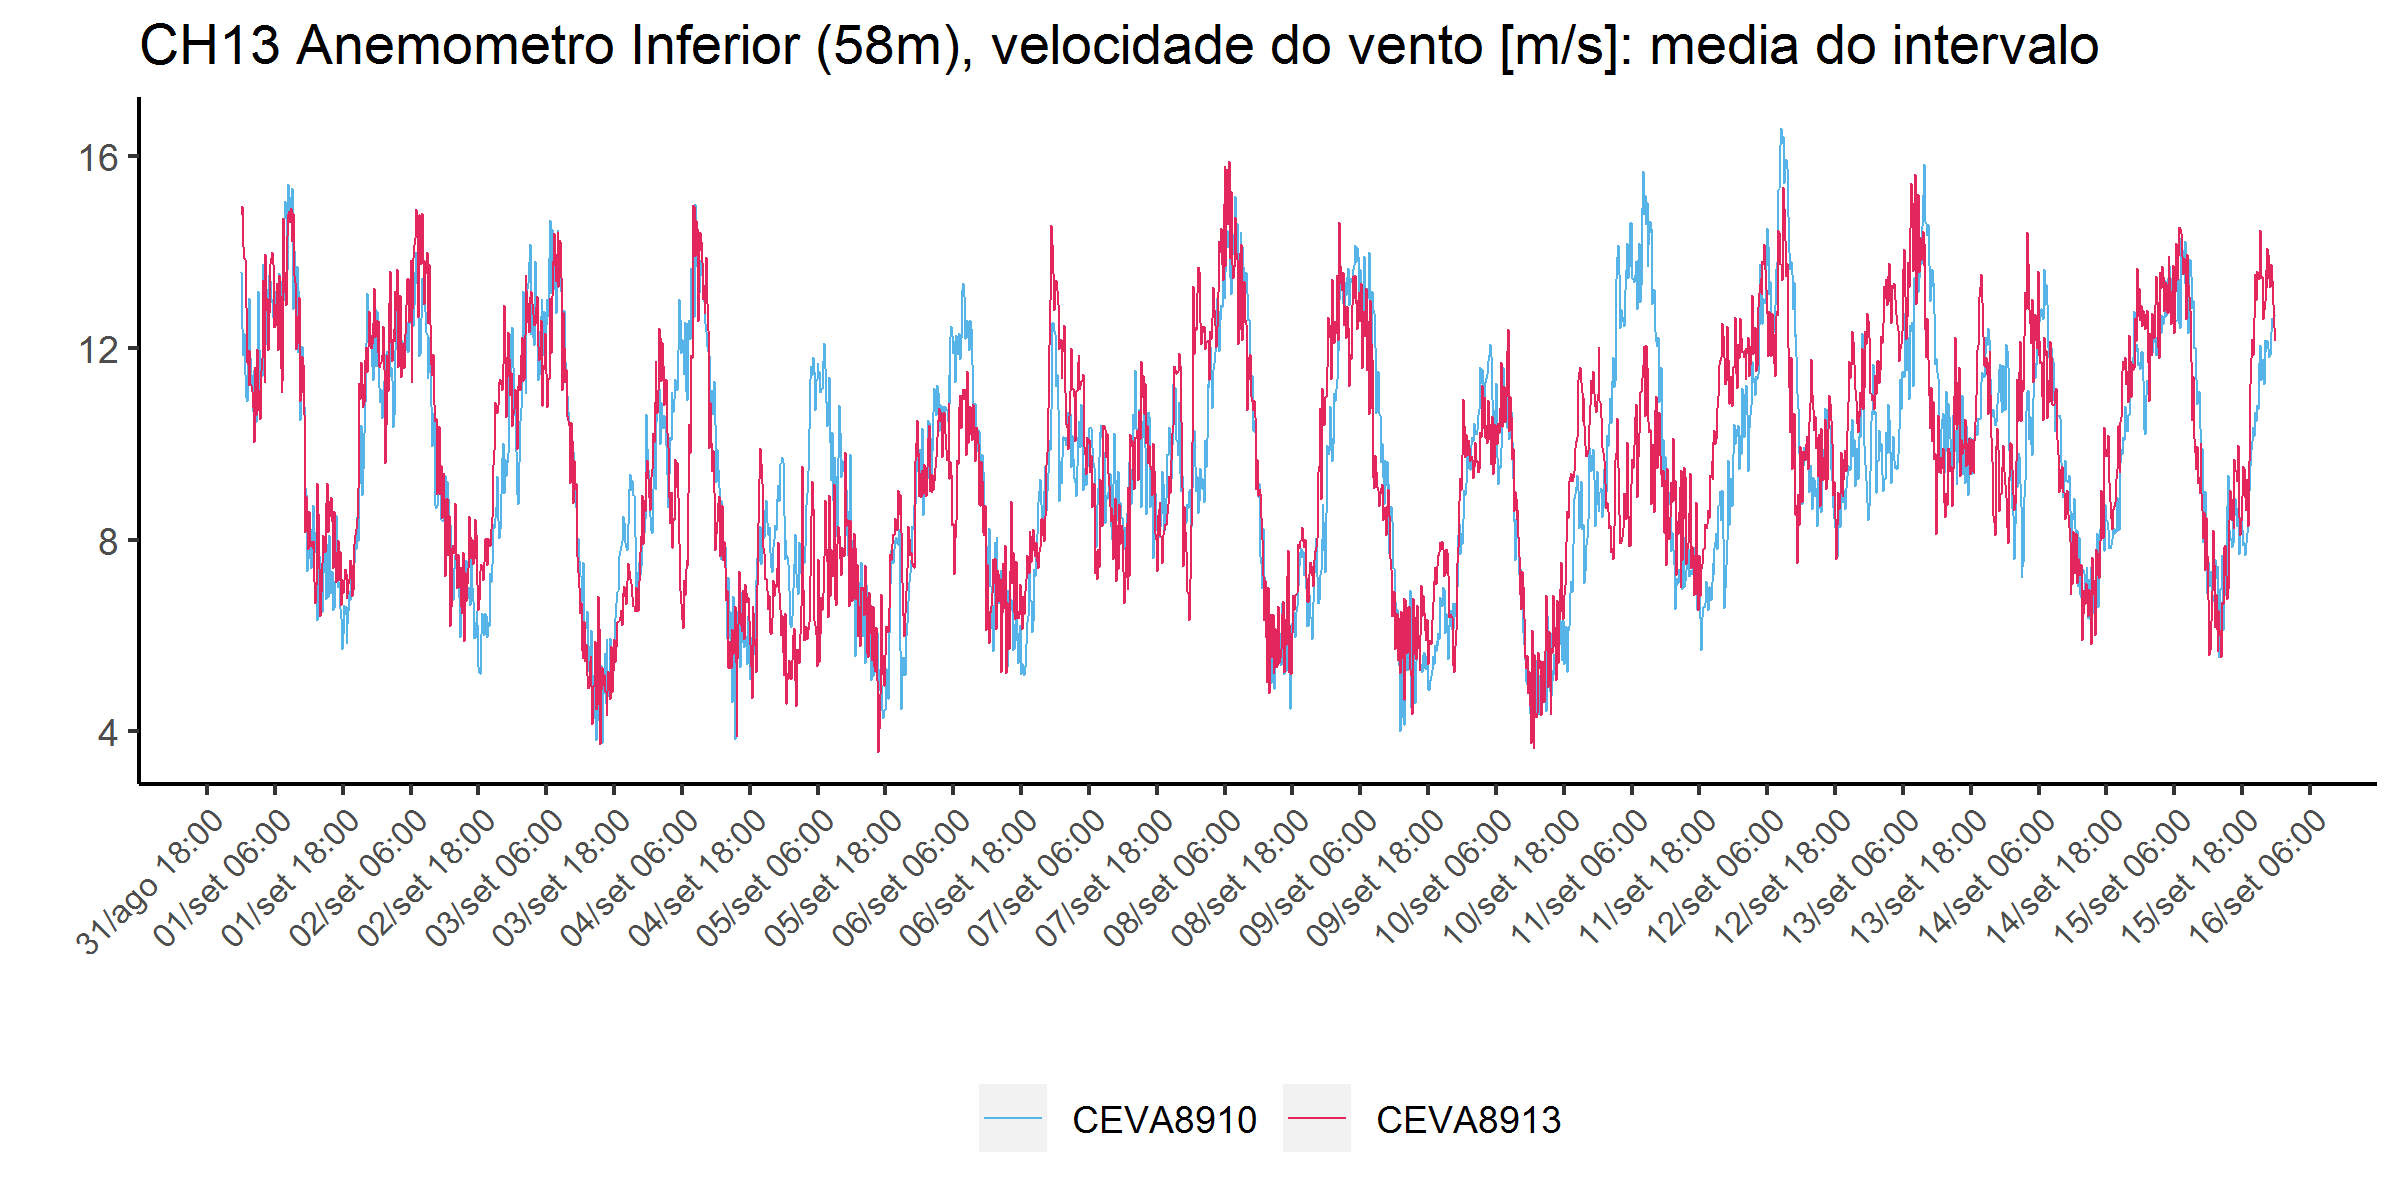 CH13 Anemometro Inferior (58m), velocidade do vento [m/s]: media do intervalo
16
12
8
4
31/ago 18:00
01/set 06:00
01/set 18:00
02/set 06:00
02/set 18:00
03/set 06:00
03/set 18:00
04/set 06:00
04/set 18:00
05/set 06:00
05/set 18:00
06/set 06:00
06/set 18:00
07/set 06:00
07/set 18:00
08/set 06:00
08/set 18:00
09/set 06:00
09/set 18:00
10/set 06:00
10/set 18:00
11/set 06:00
11/set 18:00
12/set 06:00
12/set 18:00
13/set 06:00
13/set 18:00
14/set 06:00
14/set 18:00
15/set 06:00
15/set 18:00
16/set 06:00
CEVA8910
CEVA8913